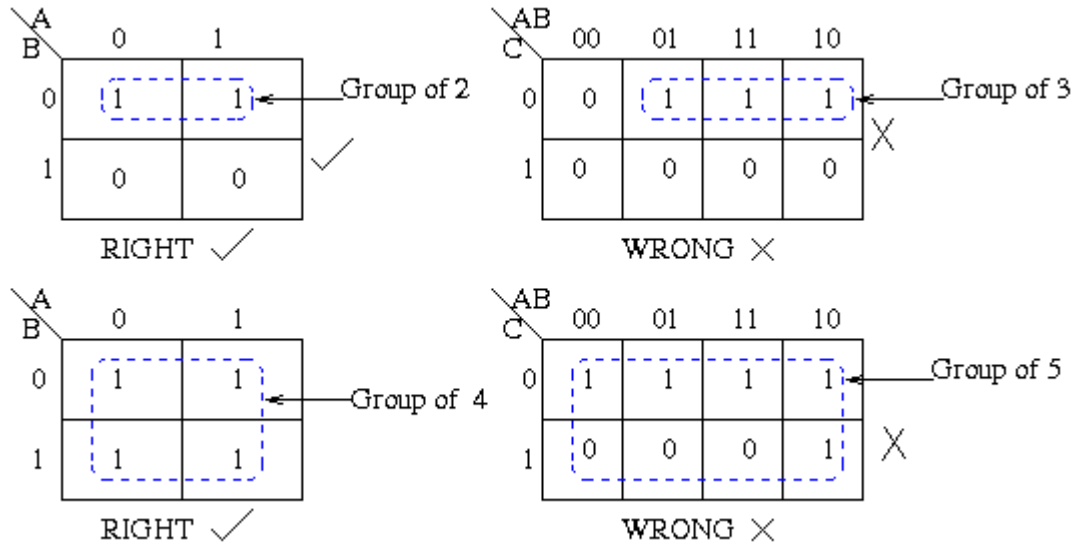 A
B
0 1
0 1 1
Group of 2
1 0 0
RIGHT
AB
C
00 01 11 10
0 0 1 1 1
Group of 3
1 0 0 0 0
WRONG
A
B
0 1
0 1 1
Group of 4
1 1 1
RIGHT
AB
C
00 01 11 10
0 1 1 1 1
Group of 5
1 0 0 0 1
WRONG